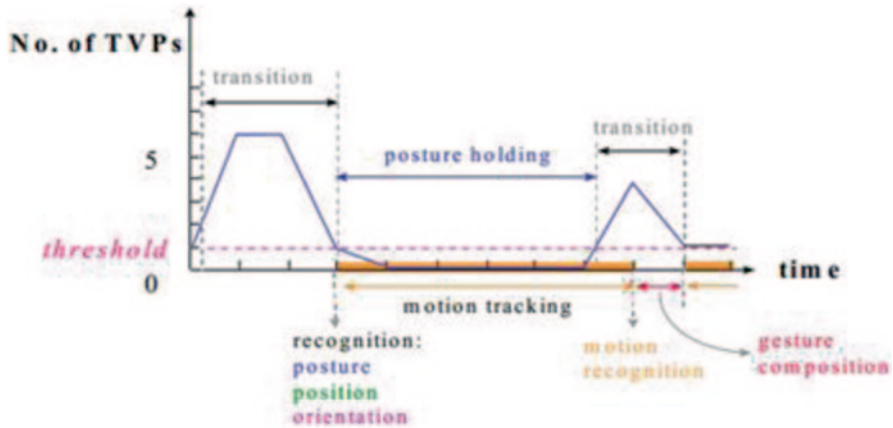 No. of TVPs
transition
transition
5
posture holding
threshold
0
time
motion tracking
recognition:
posture
position
orientation
motion
recognition
gesture
composition